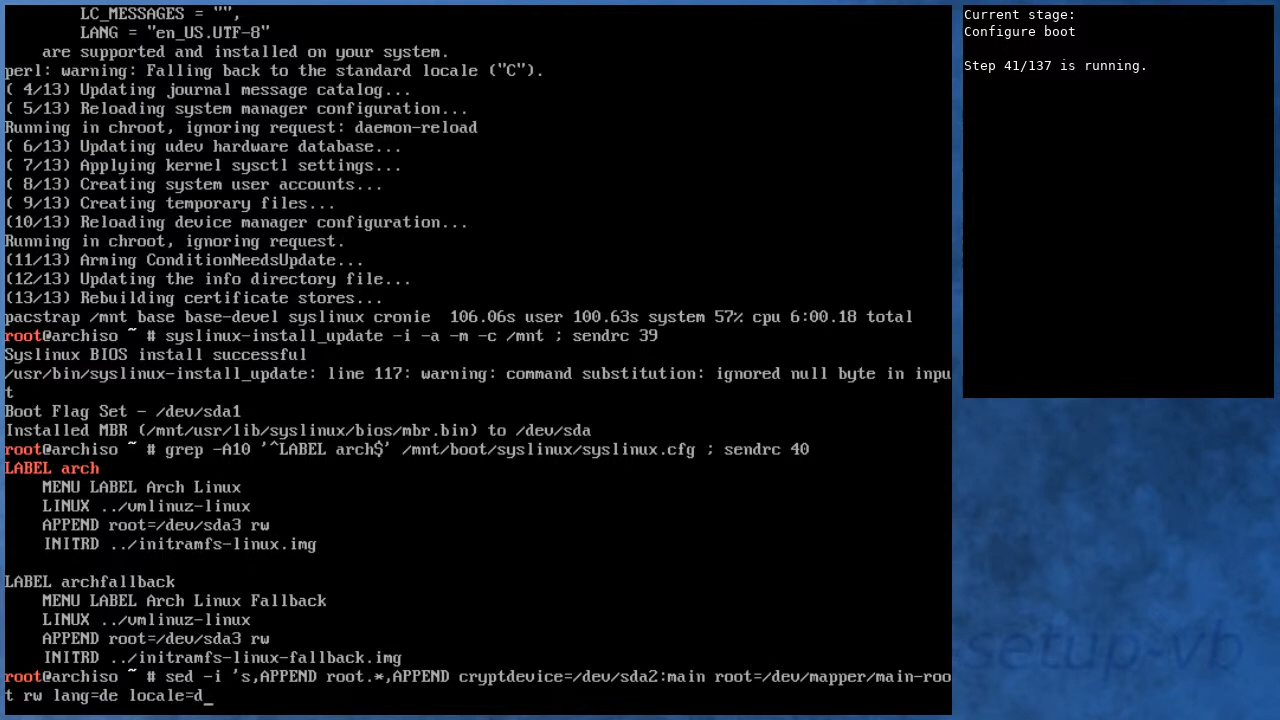 LC_MESSAGES = "",
LANG = "en_US.UTF-8"
are supported and installed on your system.
perl: warning: Falling back to the standard locale ("C").
( 4/13) Updating journal message catalog...
( 5/13) Reloading system manager configuration...
Running in chroot, ignoring request: daemon-reload
( 6/13) Updating udev hardware database...
( 7/13) Applying kernel sysctl settings...
( 8/13) Creating system user accounts...
( 9/13) Creating temporary files...
(10/13) Reloading device manager configuration...
Running in chroot, ignoring request.
(11/13) Arming ConditionNeedsUpdate...
(12/13) Updating the info directory file...
(13/13) Rebuilding certificate stores...
pacstrap /mnt base base-devel syslinux cronie  106.06s user 100.63s system 57% cpu 6:00.18 total
root@archiso ~ # syslinux-install_update -i -a -m -c /mnt ; sendrc 39
Syslinux BIOS install successful
/usr/bin/syslinux-install_update: line 117: warning: command substitution: ignored null byte in inpu
t
Boot Flag Set - /dev/sda1
Installed MBR (/mnt/usr/lib/syslinux/bios/mbr.bin) to /dev/sda
root@archiso ~ # grep -A10 '^LABEL arch$' /mnt/boot/syslinux/syslinux.cfg ; sendrc 40
LABEL arch
MENU LABEL Arch Linux
LINUX ../vmlinuz-linux
APPEND root=/dev/sda3 rw
INITRD ../initramfs-linux.img
LABEL archfallback
MENU LABEL Arch Linux Fallback
LINUX ../vmlinuz-linux
APPEND root=/dev/sda3 rw
INITRD ../initramfs-linux-fallback.img
root@archiso ~ # sed -i 's,APPEND root.*,APPEND cryptdevice=/dev/sda2:main root=/dev/mapper/main-roo
t rw lang=de locale=d_
Current stage:
Configure boot
Step 41/137 is running.
setup-vb